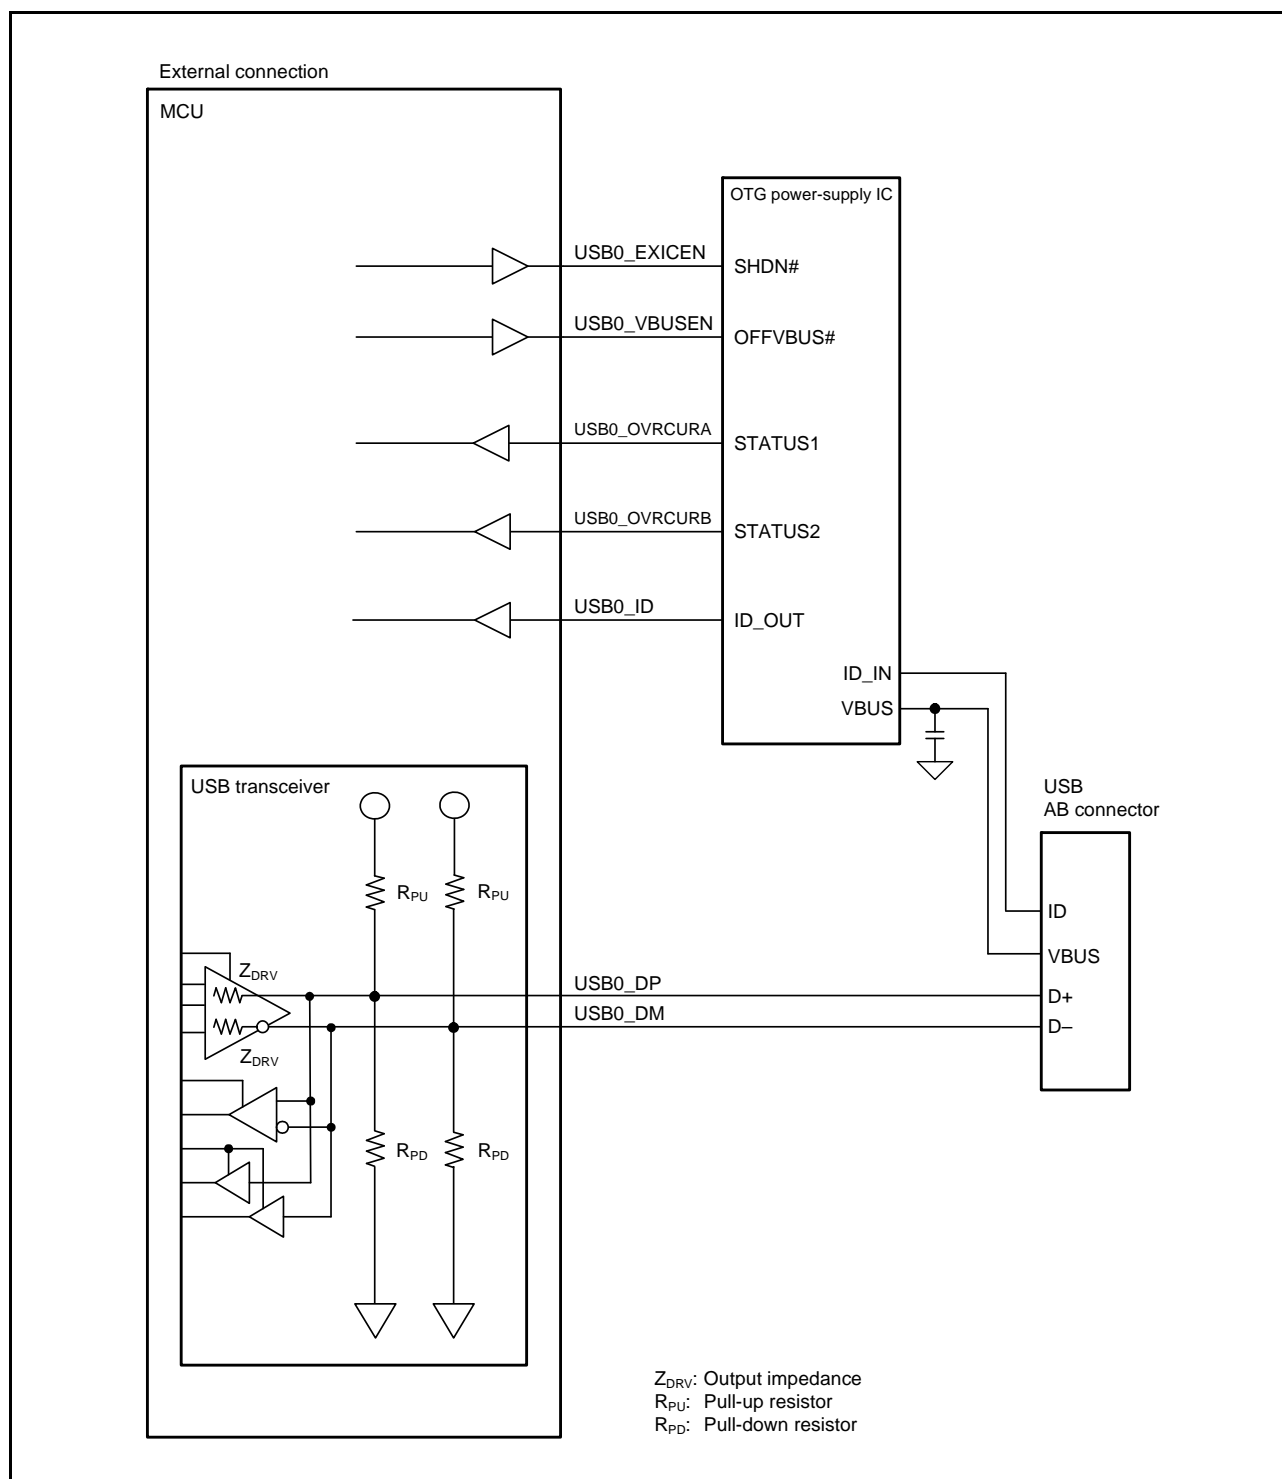 External connection
MCU
OTG power-supply IC
USB0_EXICEN
SHDN#
USB0_VBUSEN
OFFVBUS#
USB0_OVRCURA
STATUS1
USB0_OVRCURB
STATUS2
USB0_ID
ID_OUT
ID_IN
VBUS
USB transceiver
USB
AB connector
RPU
RPU
ID
VBUS
ZDRV
USB0_DP
D+
USB0_DM
D–
ZDRV
RPD
RPD
ZDRV: Output impedance
RPU: Pull-up resistor
RPD: Pull-down resistor